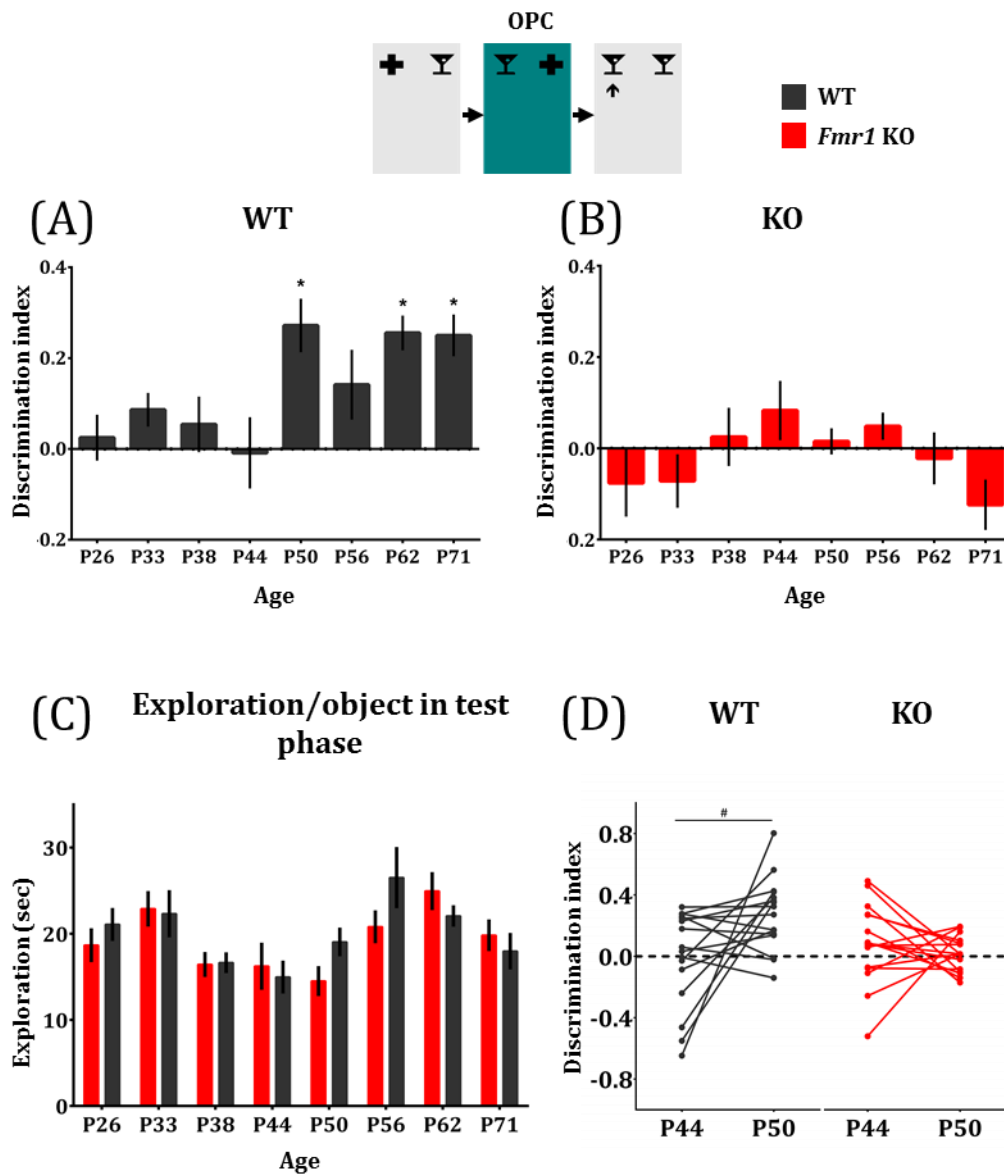 OPC
WT
Fmr1 KO
(A) WT
Discrimination index
0.4
0.2
0.0
-0.2
* * *
P26 P33 P38 P44 P50 P56 P62 P71
Age
(B) KO
Discrimination index
0.4
0.2
0.0
0.2
P26 P33 P38 P44 P50 P56 P62 P71
Age
(C) Exploration/object in test
phase
Exploration (sec)
30
20
10
0
P26 P33 P38 P44 P50 P56 P62 P71
Age
(D) WT KO
Discrimination index
#
0.8
0.4
0.0
-0.4
-0.8
P44 P50 P44 P50